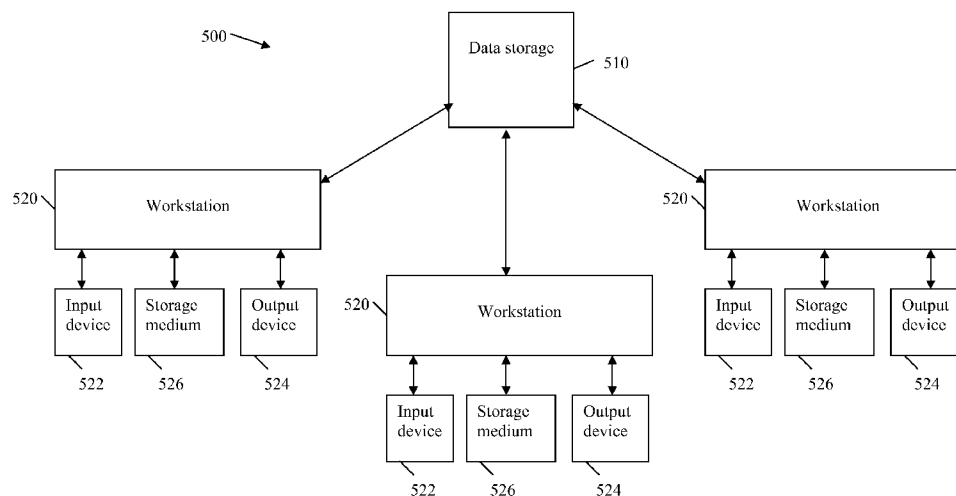 500
Data storage
510
520
Workstation
520
Workstation
Input
device
Storage
medium
Output
device
522
526
524
520
Workstation
Input
device
Storage
medium
Output
device
522
526
524
Input
device
Storage
medium
Output
device
522
526
524